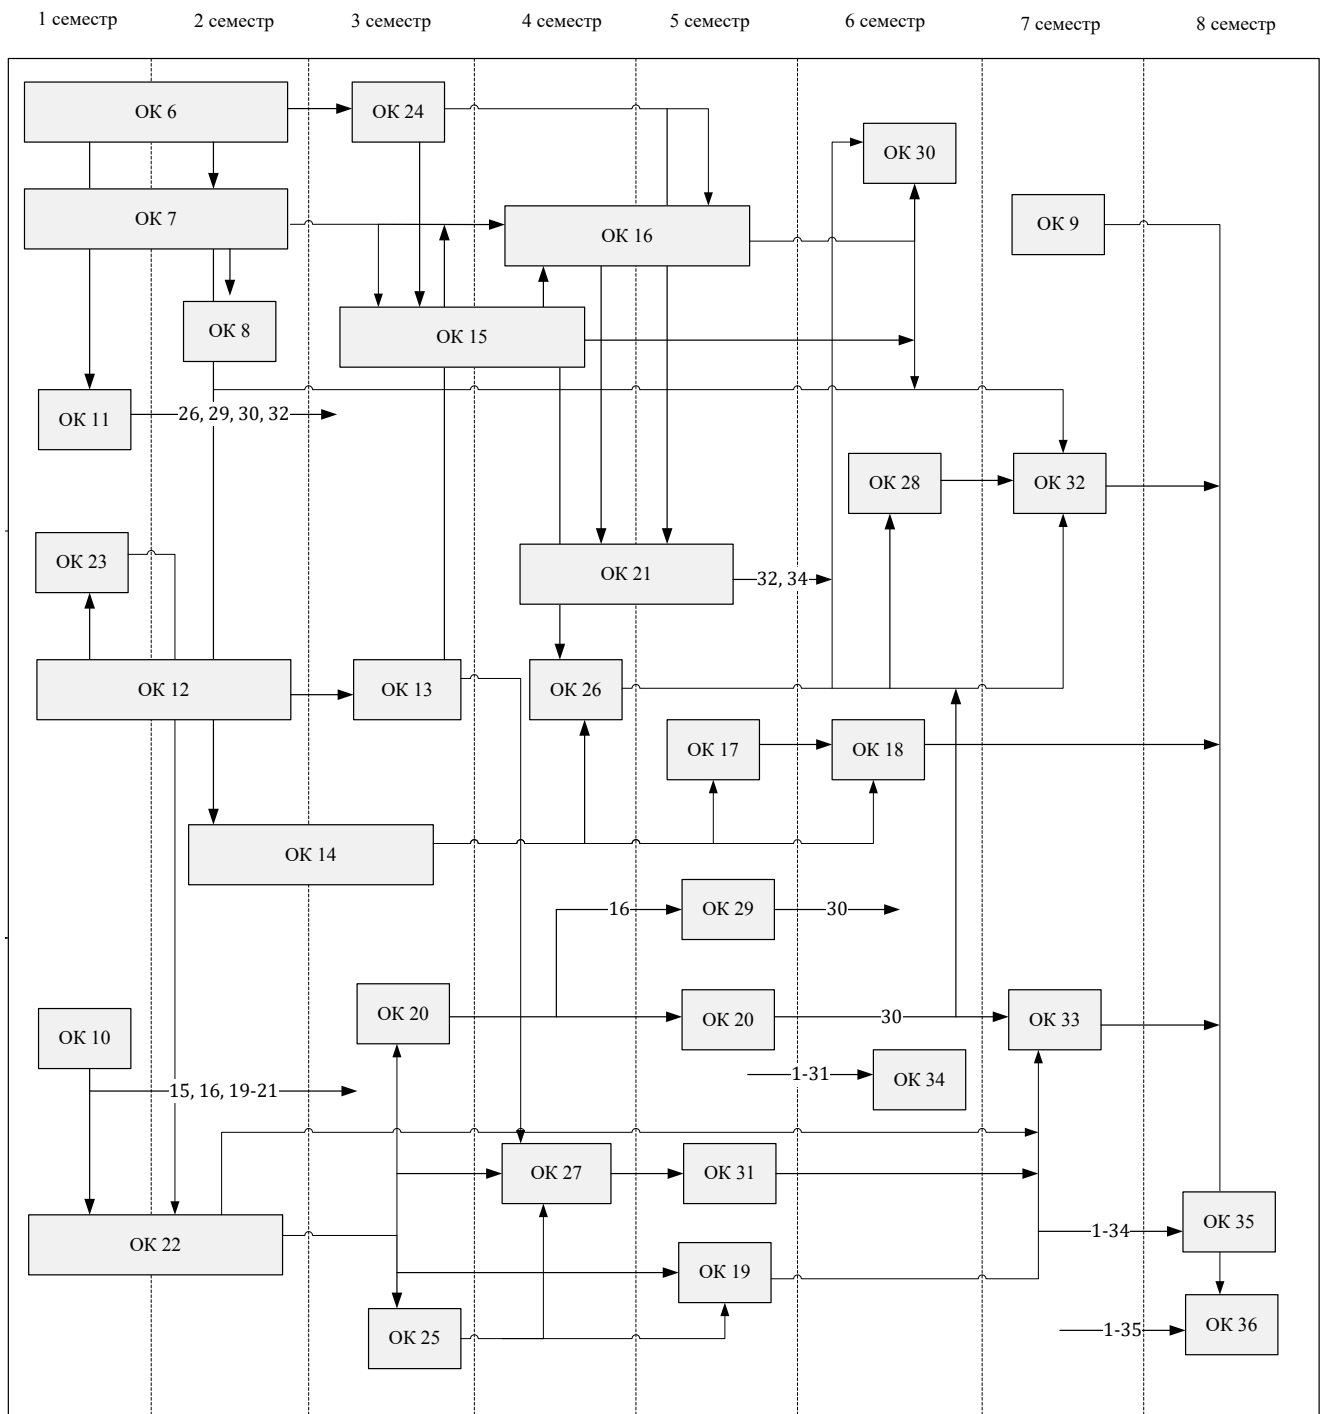 1 семестр
2 семестр
3 семестр
4 семестр
5 семестр
6 семестр
7 семестр
8 семестр
ОК 6
ОК 24
ОК 30
ОК 7
ОК 16
ОК 9
ОК 8
ОК 15
ОК 11
26, 29, 30, 32
ОК 28
ОК 32
ОК 23
ОК 21
32, 34
ОК 12
ОК 13
ОК 26
ОК 17
ОК 18
ОК 14
16
ОК 29
30
ОК 20
ОК 20
30
ОК 33
ОК 10
15, 16, 19-21
1-31
ОК 34
ОК 27
ОК 31
ОК 22
ОК 19
1-34
ОК 35
ОК 25
1-35
ОК 36